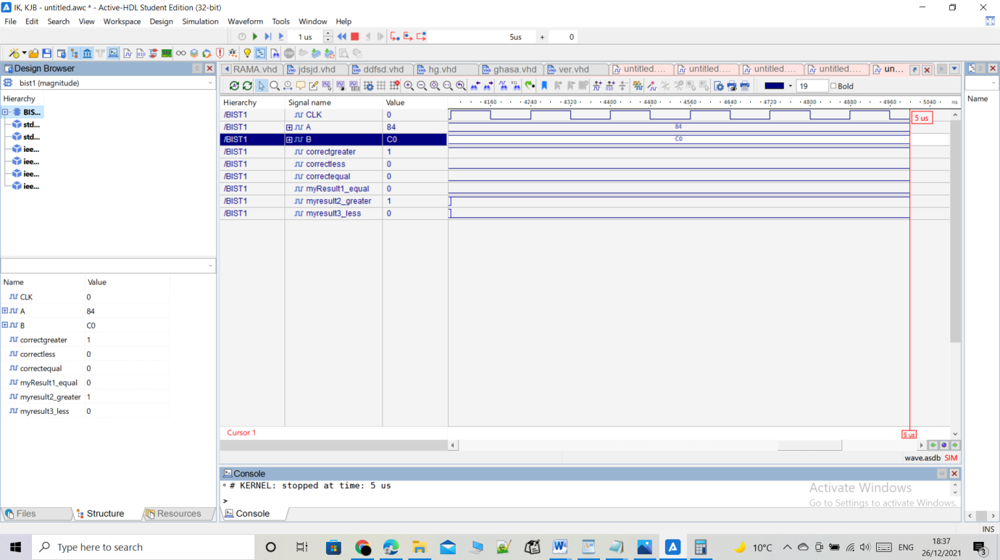 IK, KJB - untitled.awc * - Active-HDL Student Edition (32-bit)
File Edit Search View Workspace Design Simulation Waveform Tools Window Help
1 us 5us + 0
Design Browser
bist1 (magnitude)
Hierarchy
BIS...
std...
std...
iee...
iee...
iee...
iee...
Name Value
CLK 0
A 84
B C0
correctgreater 1
correctless 0
correctequal 0
myResult1_equal 0
myresult2_greater 1
myresult3_less 0
Files Structure Resources
RAMA.vhd jdsjd.vhd ddfsd.vhd hg.vhd ghasa.vhd ver.vhd untitled.... untitled.... untitled.... untitled.... un...
19 Bold
Hierarchy Signal name Value 4160 4240 4320 4400 4480 4560 4640 4720 4800 4880 4960 5040 ns
/BIST1 CLK 0
5 us
/BIST1 A 84 84
/BIST1 B C0 C0
/BIST1 correctgreater 1
/BIST1 correctless 0
/BIST1 correctequal 0
/BIST1 myResult1_equal 0
/BIST1 myresult2_greater 1
/BIST1 myresult3_less 0
Cursor 1 5 us
wave.asdb SIM
Console
# KERNEL: stopped at time: 5 us
>
Console
Name
Activate Windows
Go to Settings to activate Windows.
INS
Type here to search
10°C ENG 18:37
26/12/2021
3